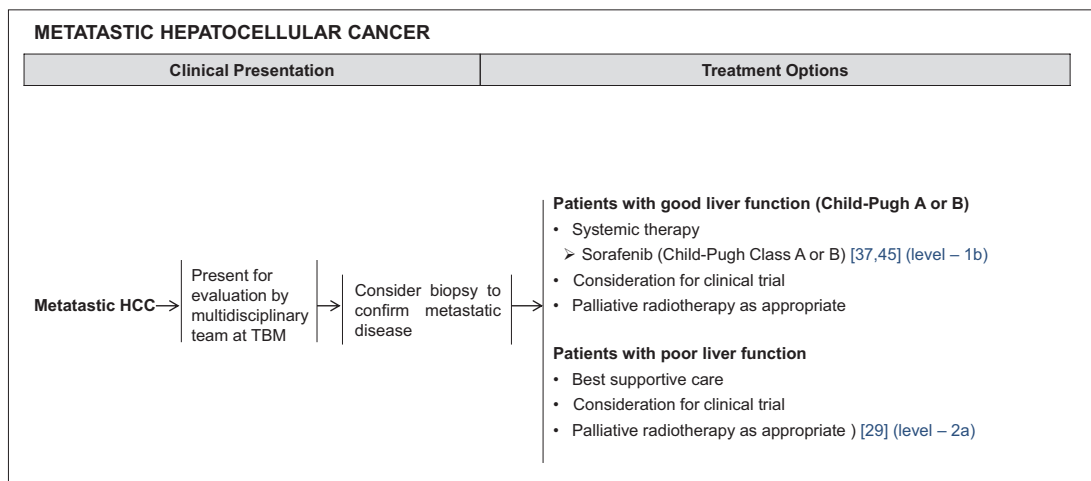 METATASTIC HEPATOCELLULAR CANCER
Clinical Presentation
Treatment Options
Metatastic HCC
Present for
evaluation by
multidisciplinary
team at TBM
Consider biopsy to
confirm metastatic
disease
Patients with good liver function (Child-Pugh A or B)
• Systemic therapy
➢ Sorafenib (Child-Pugh Class A or B) [37,45] (level – 1b)
• Consideration for clinical trial
• Palliative radiotherapy as appropriate
Patients with poor liver function
• Best supportive care
• Consideration for clinical trial
• Palliative radiotherapy as appropriate ) [29] (level – 2a)